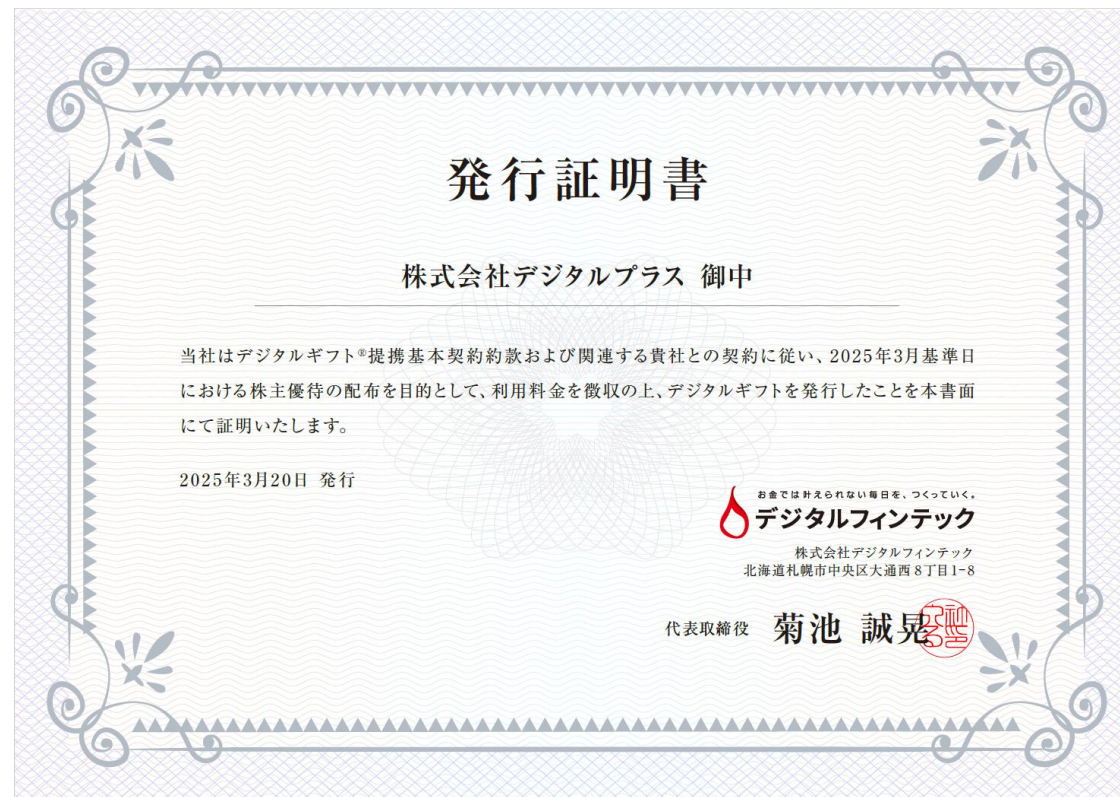 発行証明書
株式会社デジタルプラス 御中
当社はデジタルギフト®提携基本契約約款および関連する貴社との契約に従い、2025年3月基準日
における株主優待の配布を目的として、利用料金を徴収の上、デジタルギフトを発行したことを本書面
にて証明いたします。
2025年3月20日 発行
お金では叶えられない毎日を、つくっていく。
デジタルフィンテック
株式会社デジタルフィンテック
北海道札幌市中央区大通西8丁目1-8
代表取締役 菊池 誠晃